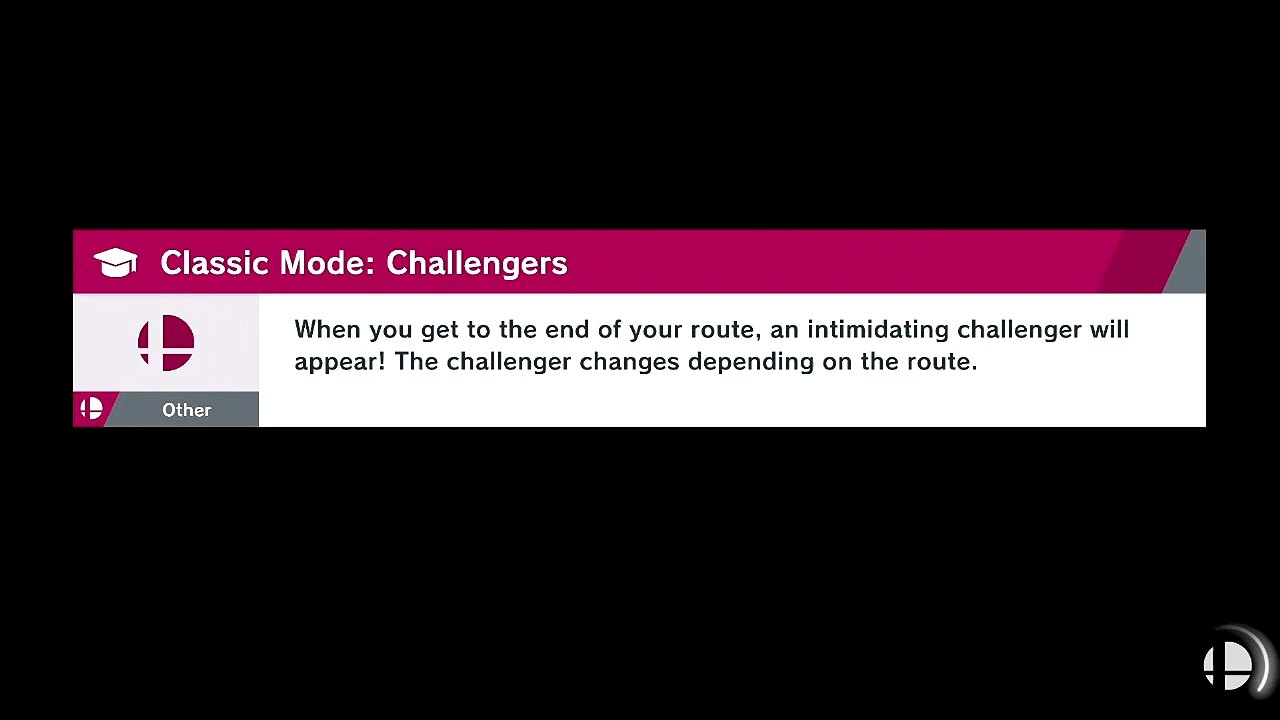 Classic Mode: Challengers
When you get to the end of your route, an intimidating challenger will
appear! The challenger changes depending on the route.
Other